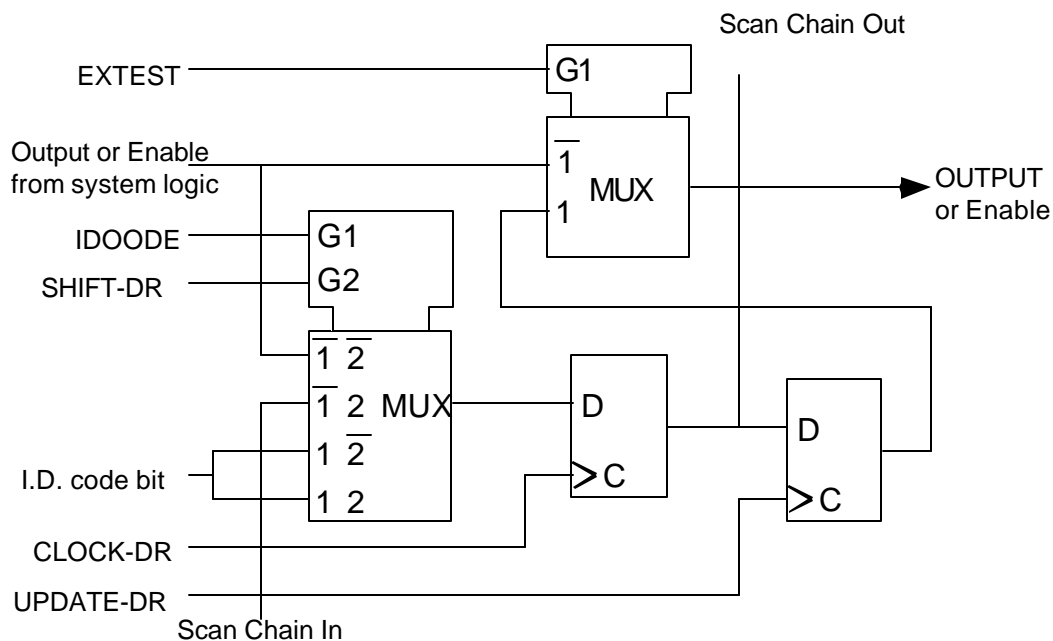 Scan Chain Out
EXTEST
G1
Output or Enable
from system logic
1
MUX
1
OUTPUT
or Enable
IDOODE
G1
SHIFT-DR
G2
1 2
1 2 MUX
1 2
1 2
I.D. code bit
D
C
D
C
CLOCK-DR
UPDATE-DR
Scan Chain In